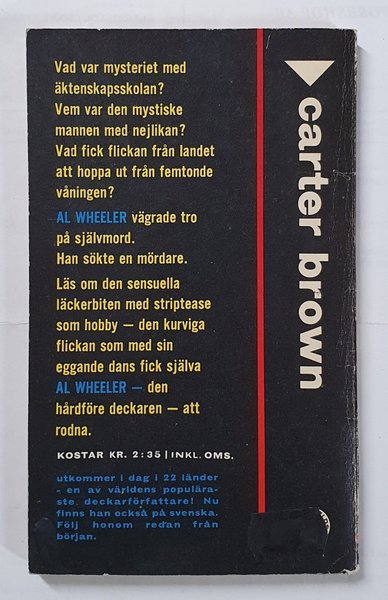 Vad var mysteriet med
äktenskapsskolan?
Vem var den mystiske
mannen med nejlikan?
Vad fick flickan från landet
att hoppa ut från femtonde
våningen?
AL WHEELER vägrade tro
på självmord.
Han sökte en mördare.
Läs om den sensuella
läckerbiten med striptease
som hobby — den kurviga
flickan som med sin
eggande dans fick själva
AL WHEELER — den
hårdföre deckaren — att
rodna.
KOSTAR KR. 2:35 | INKL. OMS.
utkommer i dag i 22 länder
- en av världens populära-
ste deckarförfattare! Nu
finns han också på svenska.
Följ honom redan från
början.
carter brown